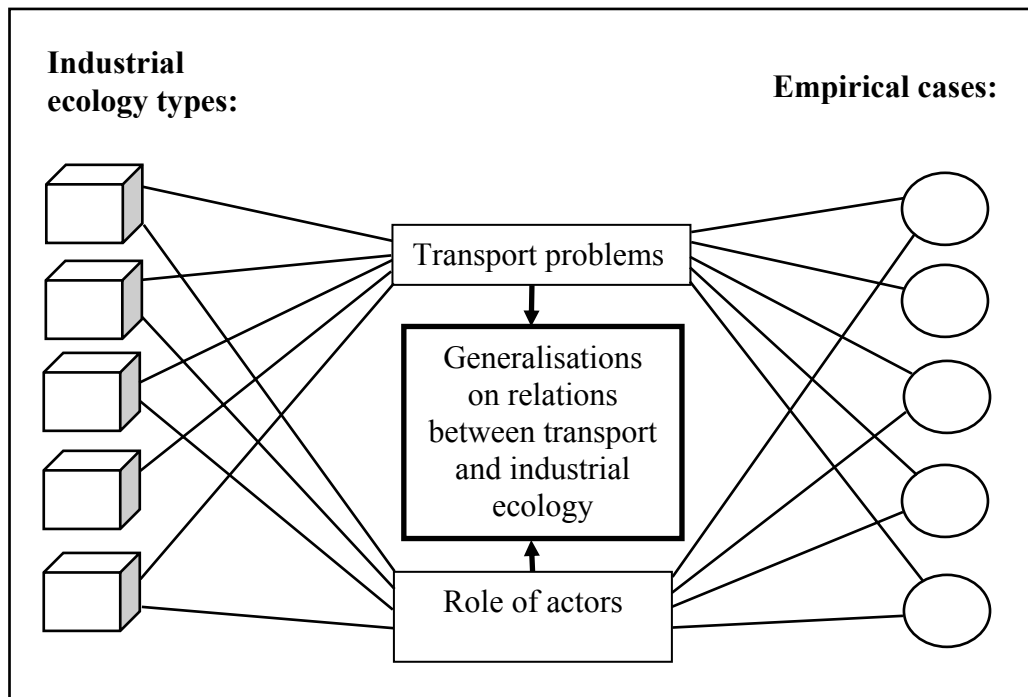 Industrial
ecology types:
Empirical cases:
Transport problems
Generalisations
on relations
between transport
and industrial
ecology
Role of actors